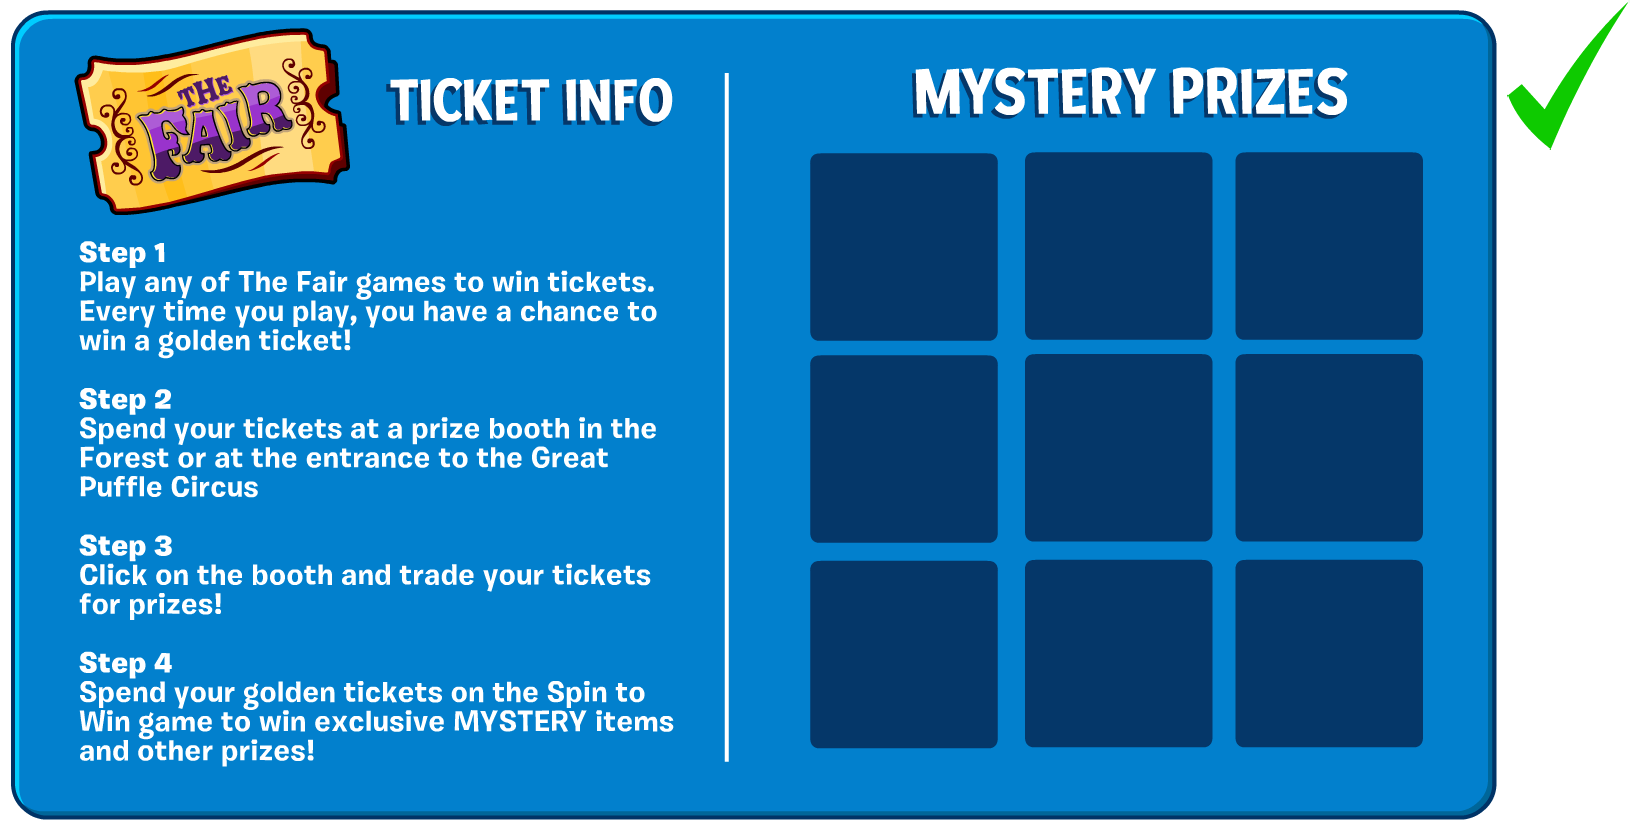 THE
FAIR
TICKET INFO
Step 1
Play any of The Fair games to win tickets.
Every time you play, you have a chance to
win a golden ticket!
Step 2
Spend your tickets at a prize booth in the
Forest or at the entrance to the Great
Puffle Circus
Step 3
Click on the booth and trade your tickets
for prizes!
Step 4
Spend your golden tickets on the Spin to
Win game to win exclusive MYSTERY items
and other prizes!
MYSTERY PRIZES